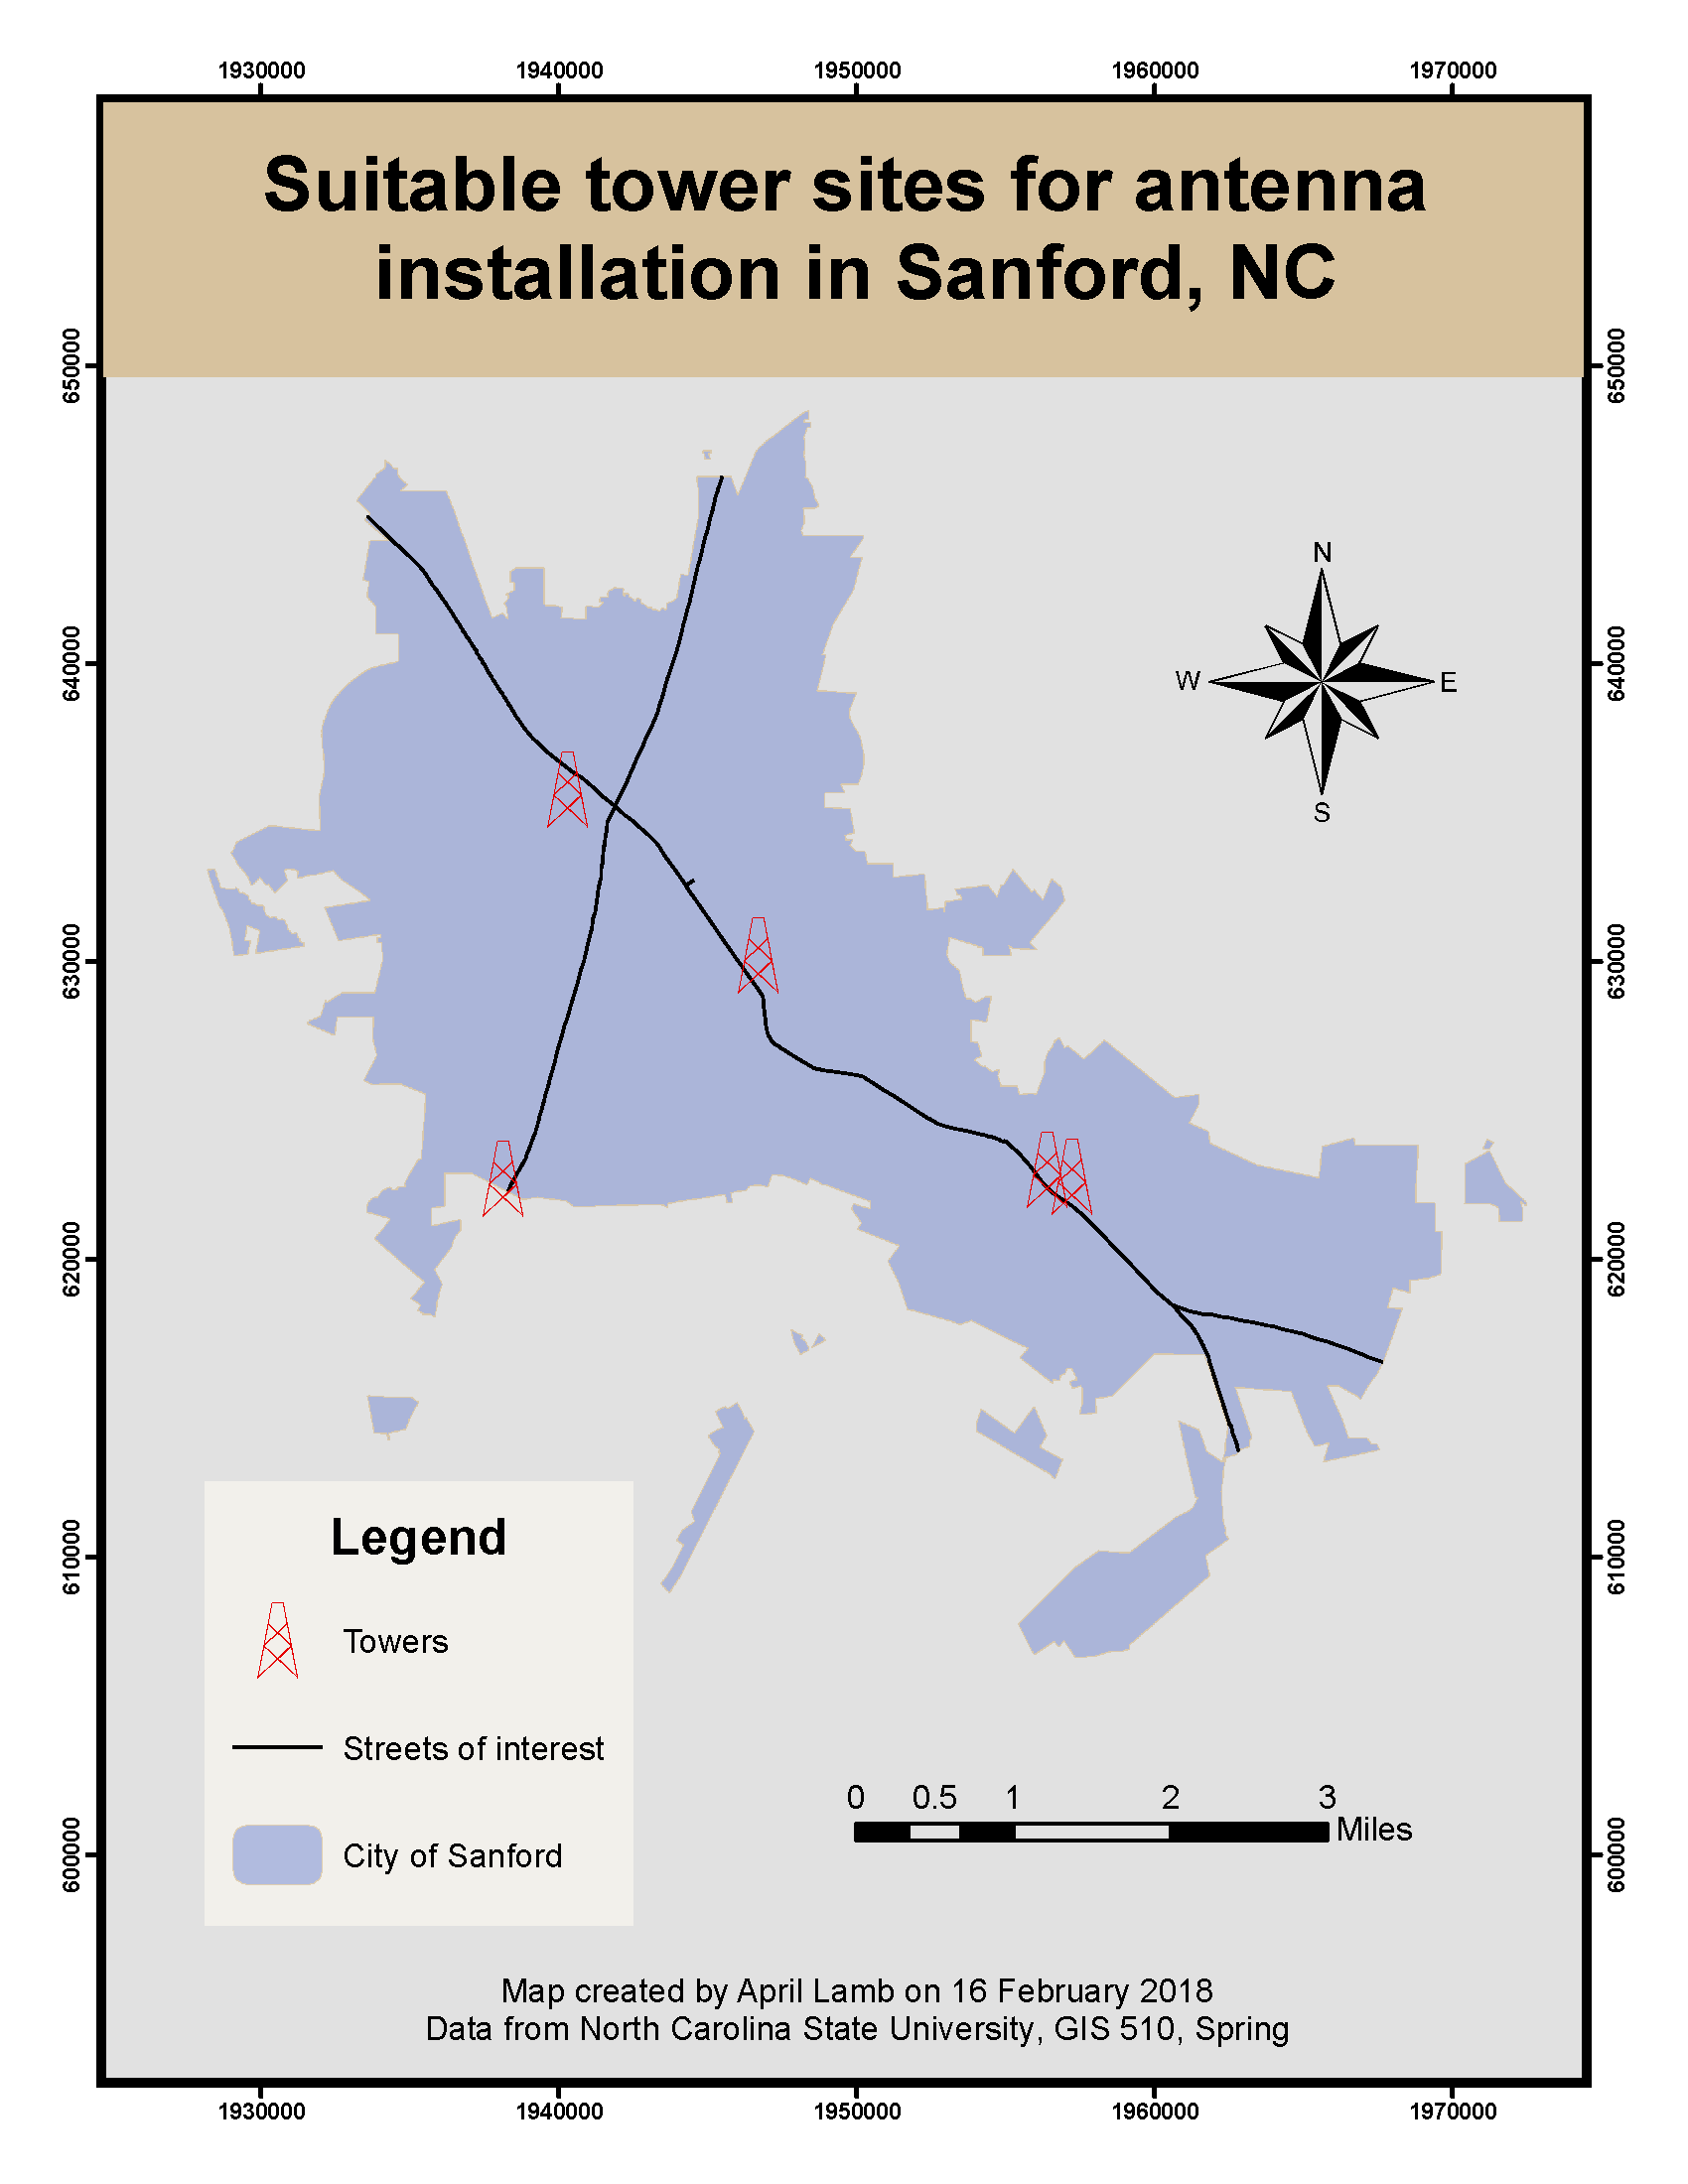 1930000 1940000 1950000 1960000 1970000
Suitable tower sites for antenna
installation in Sanford, NC
650000 650000
N
640000 640000
W E
S
630000 630000
620000 620000
Legend
610000 610000
Towers
Streets of interest
0 0.5 1 2 3
Miles
City of Sanford
600000 600000
Map created by April Lamb on 16 February 2018
Data from North Carolina State University, GIS 510, Spring
1930000 1940000 1950000 1960000 1970000